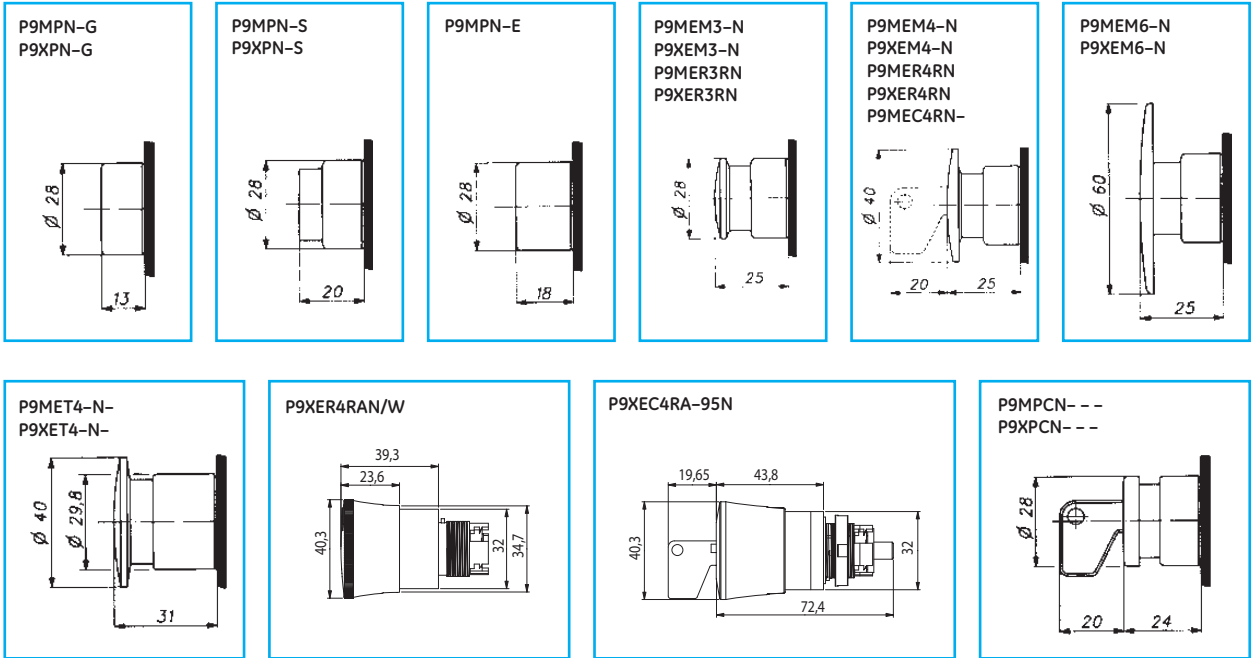 P9MPN–G
P9XPN–G
Ø 28
13
P9MPN–S
P9XPN–S
Ø 28
20
P9MPN–E
Ø 28
18
P9MEM3–N
P9XEM3–N
P9MER3RN
P9XER3RN
Ø 28
25
P9MEM4–N
P9XEM4–N
P9MER4RN
P9XER4RN
P9MEC4RN–
Ø 40
20 25
P9MEM6–N
P9XEM6–N
Ø 60
25
P9MET4–N–
P9XET4–N–
Ø 40
Ø 29,8
31
P9XER4RAN/W
39,3
23,6
40,3
32
34,7
P9XEC4RA–95N
19,65 43,8
40,3
32
72,4
P9MPCN– – –
P9XPCN– – –
Ø 28
20 24